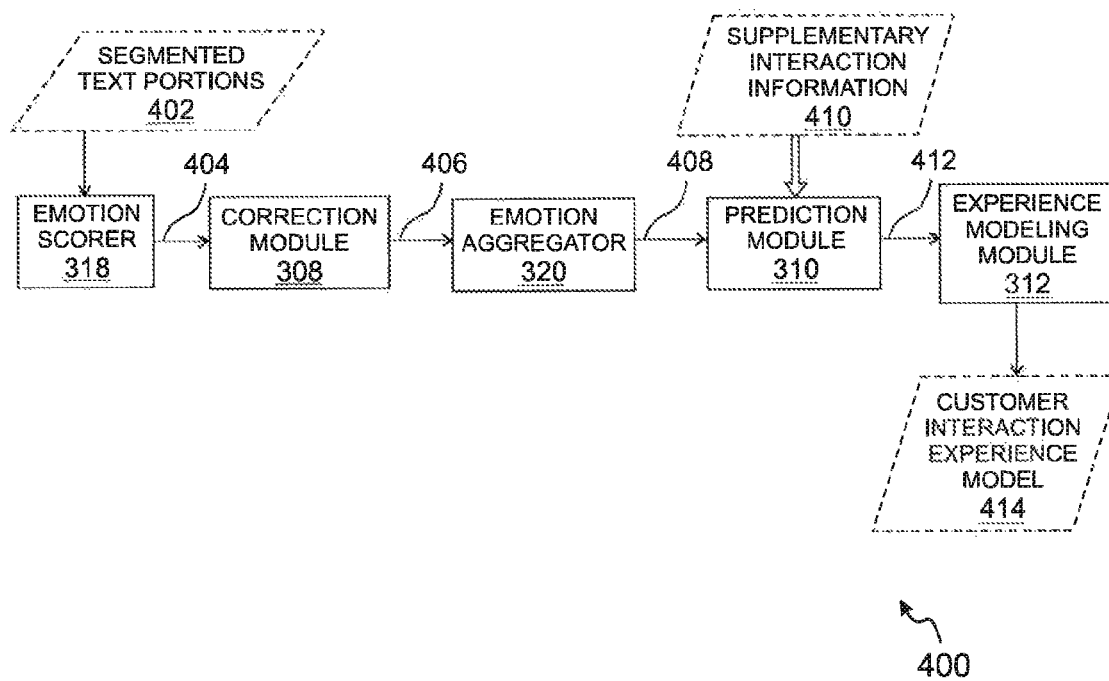 SEGMENTED
TEXT PORTIONS
402
SUPPLEMENTARY
INTERACTION
INFORMATION
410
404
406
408
412
EMOTION
SCORER
318
CORRECTION
MODULE
308
EMOTION
AGGREGATOR
320
PREDICTION
MODULE
310
EXPERIENCE
MODELING
MODULE
312
CUSTOMER
INTERACTION
EXPERIENCE
MODEL
414
400